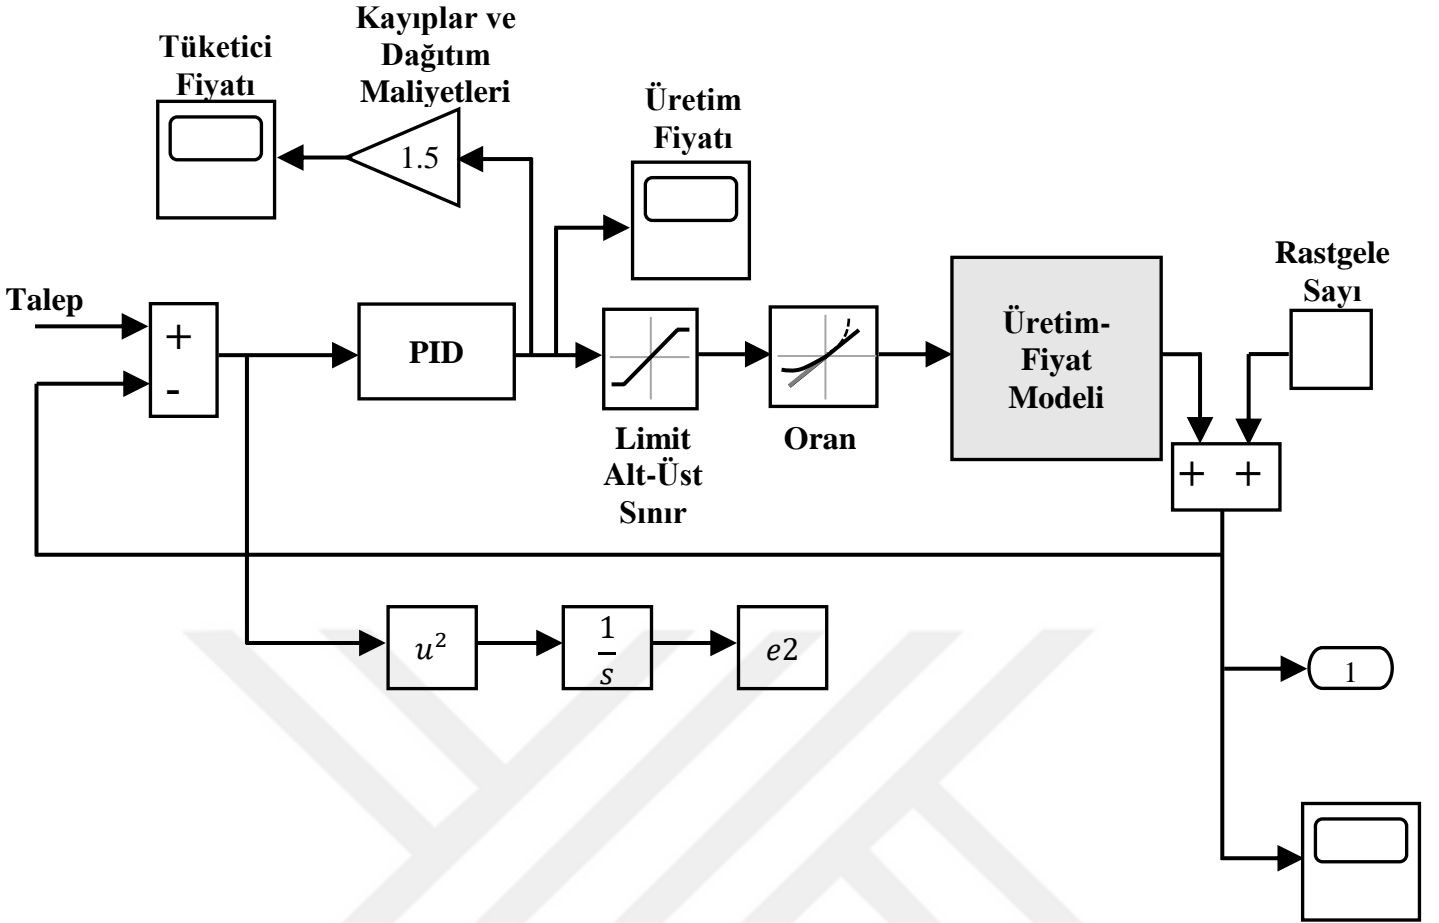 Kayıplar ve
Dağıtım
Maliyetleri
Tüketici
Fiyatı
1.5
Üretim
Fiyatı
Rastgele
Sayı
Talep
+
-
PID
Limit
Alt-Üst
Sınır
Oran
Üretim-
Fiyat
Modeli
+ +
u²
1
s
e2
1